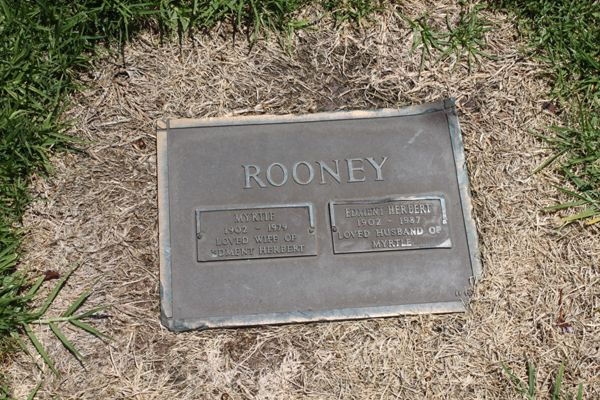 ROONEY
MYRTLE
1902 - 1979
LOVED WIFE OF
EDMENT HERBERT
EDMENT HERBERT
1902 - 1987
LOVED HUSBAND OF
MYRTLE